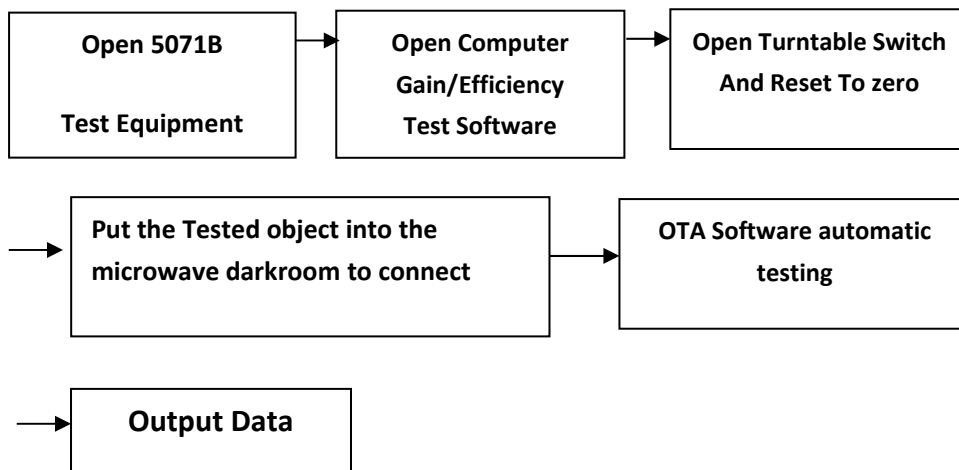 Open 5071B
Test Equipment
Open Computer
Gain/Efficiency
Test Software
Open Turntable Switch
And Reset To zero
Put the Tested object into the
microwave darkroom to connect
OTA Software automatic
testing
Output Data